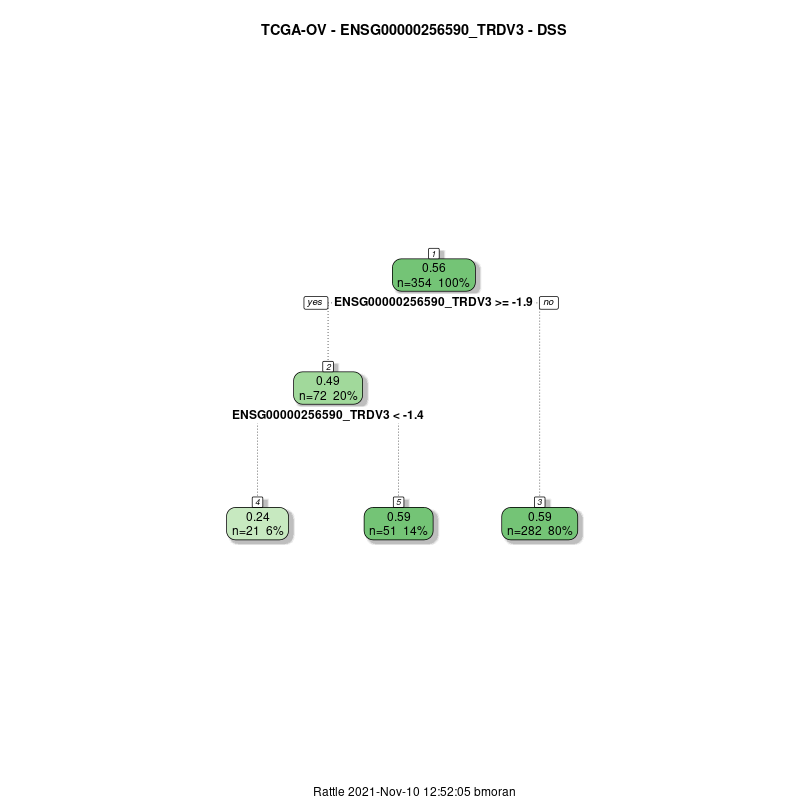 TCGA-OV - ENSG00000256590_TRDV3 - DSS
1
0.56
n=354 100%
yes ENSG00000256590_TRDV3 >= -1.9 no
2
0.49
n=72 20%
ENSG00000256590_TRDV3 < -1.4
4 5 3
0.24 0.59 0.59
n=21 6% n=51 14% n=282 80%
Rattle 2021-Nov-10 12:52:05 bmoran